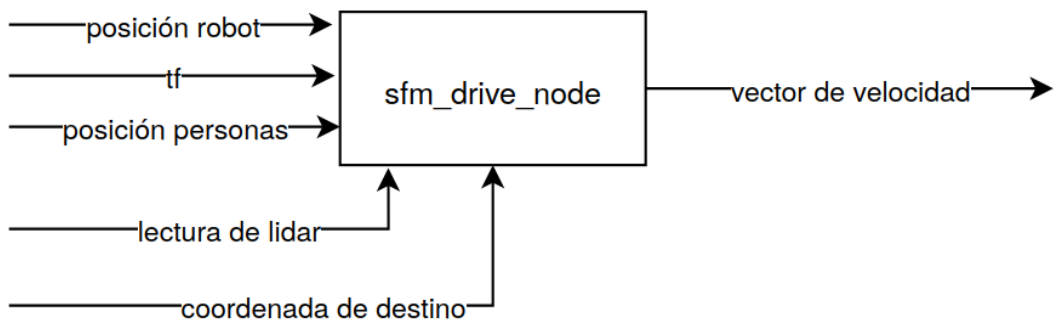 posición robot
tf
posición personas
sfm_drive_node
vector de velocidad
lectura de lidar
coordenada de destino